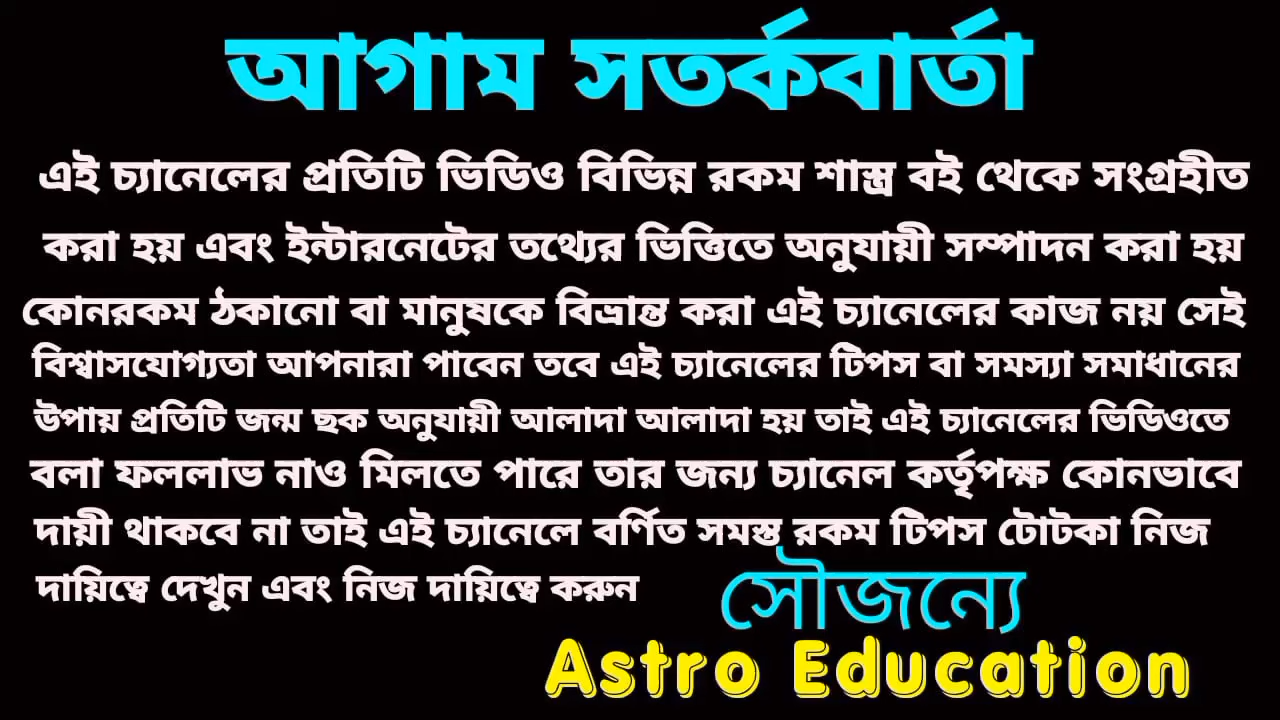 আগাম সতর্কবার্তা
এই চ্যানেলের প্রতিটি ভিডিও বিভিন্ন রকম শাস্ত্র বই থেকে সংগ্রহীত
করা হয় এবং ইন্টারনেটের তথ্যের ভিত্তিতে অনুযায়ী সম্পাদন করা হয়
কোনরকম ঠকানো বা মানুষকে বিভ্রান্ত করা এই চ্যানেলের কাজ নয় সেই
বিশ্বাসযোগ্যতা আপনারা পাবেন তবে এই চ্যানেলের টিপস বা সমস্যা সমাধানের
উপায় প্রতিটি জন্ম ছক অনুযায়ী আলাদা আলাদা হয় তাই এই চ্যানেলের ভিডিওতে
বলা ফললাভ নাও মিলতে পারে তার জন্য চ্যানেল কর্তৃপক্ষ কোনভাবে
দায়ী থাকবে না তাই এই চ্যানেলে বর্ণিত সমস্ত রকম টিপস টোটকা নিজ
দায়িত্বে দেখুন এবং নিজ দায়িত্বে করুন
সৌজন্যে
Astro Education